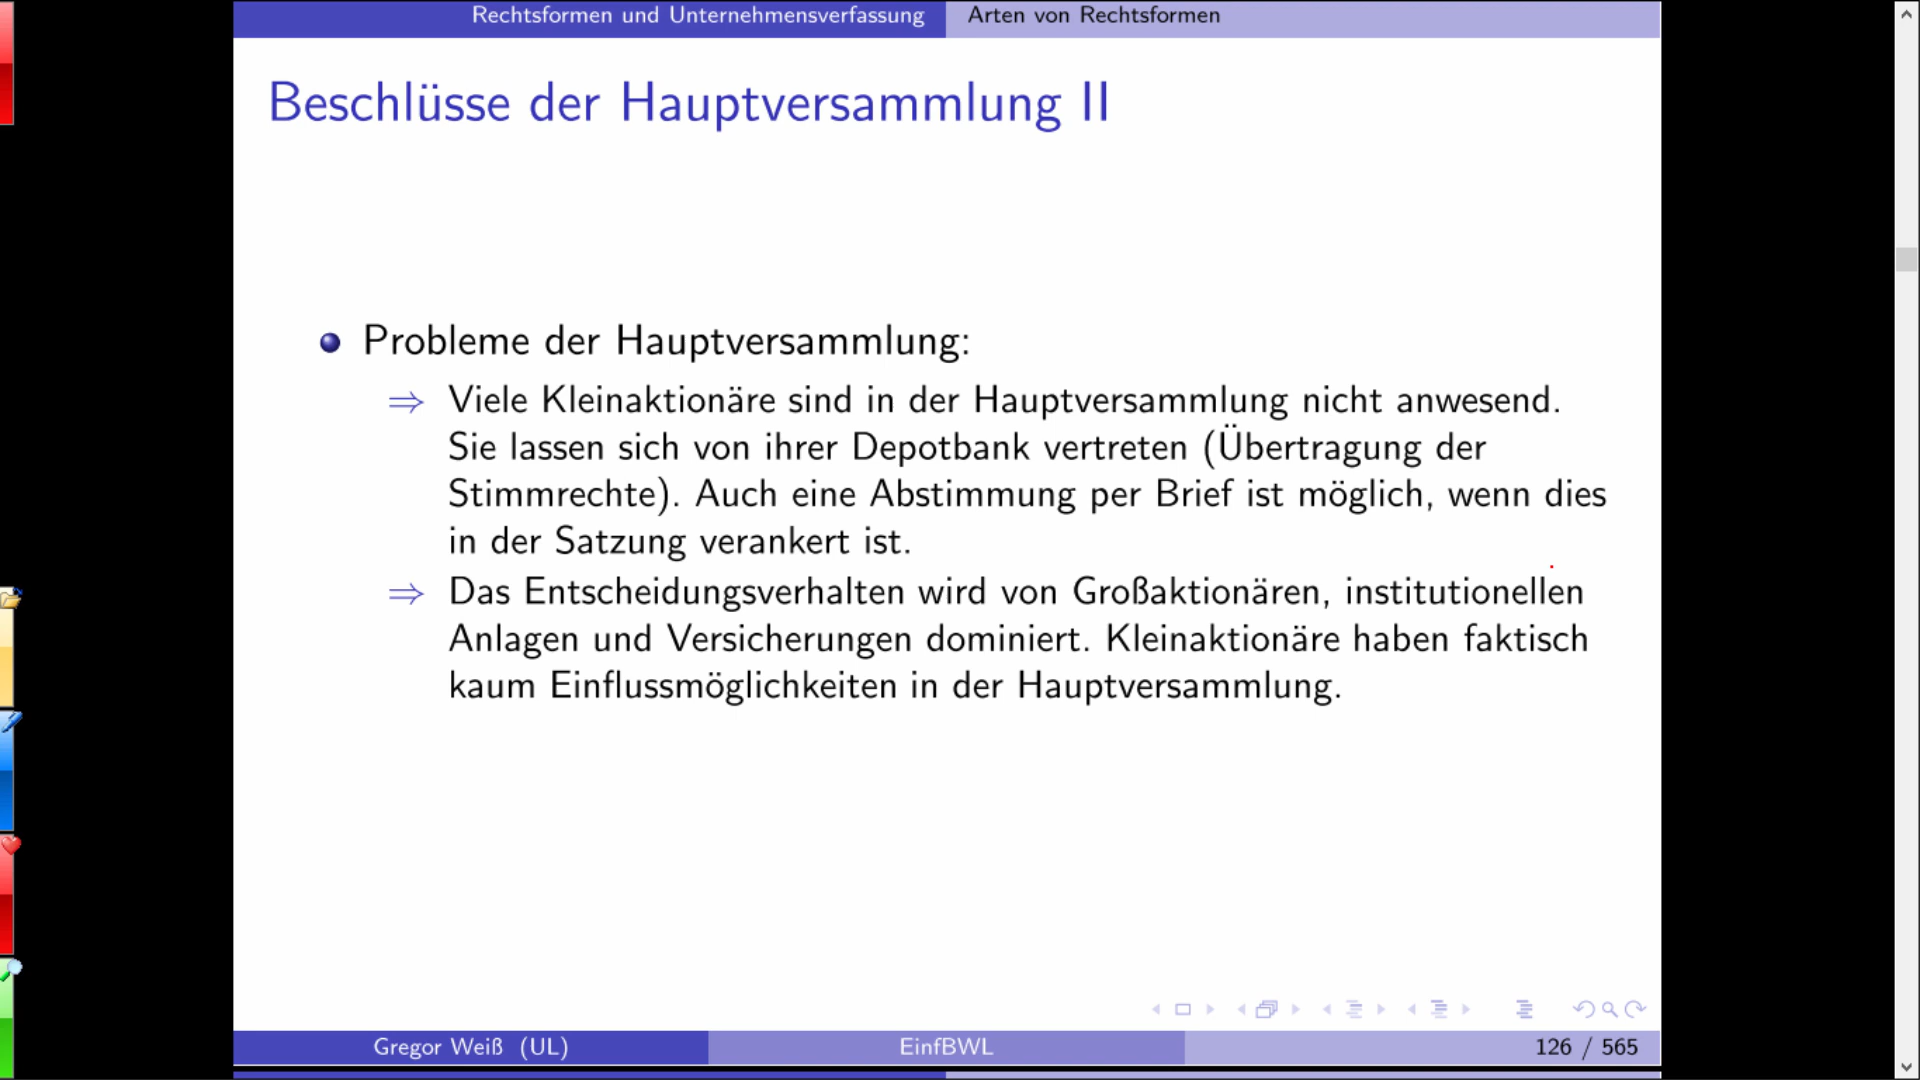 Rechtsformen und Unternehmensverfassung Arten von Rechtsformen
Beschlüsse der Hauptversammlung II
Probleme der Hauptversammlung:
⇒ Viele Kleinaktionäre sind in der Hauptversammlung nicht anwesend.
Sie lassen sich von ihrer Depotbank vertreten (Übertragung der
Stimmrechte). Auch eine Abstimmung per Brief ist möglich, wenn dies
in der Satzung verankert ist.
⇒ Das Entscheidungsverhalten wird von Großaktionären, institutionellen
Anlagen und Versicherungen dominiert. Kleinaktionäre haben faktisch
kaum Einflussmöglichkeiten in der Hauptversammlung.
Gregor Weiß (UL) EinfBWL 126 / 565